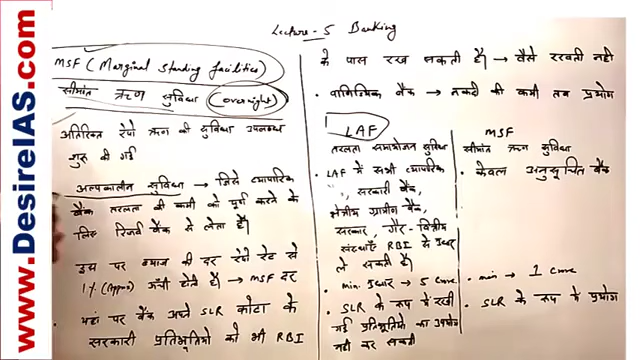 www.DesireIAS.com
Lecture - 5 Banking
MSF (Marginal Standing facilities)
सीमांत ऋण सुविधा (overnight)
अतिरिक्त रेपो ऋण की सुविधा उपलब्ध
शुरू की गई
अल्पकालीन सुविधा → जिसे व्यापारिक
बैंक तरलता की कमी को पूर्ण करने के
लिए रिजर्व बैंक से लेता है।
इस पर ब्याज की दर रेपो रेट से
1% (Approx) ऊँची होती है। → MSF दर
यहां पर बैंक अपने SLR कोटा के
सरकारी प्रतिभूतियो को भी RBI
के पास रख सकती है। → वैसे रखती नही
• वाणिज्यिक बैंक → नकदी की कमी तब प्रयोग
LAF
तरलता समायोजन सुविधा
• LAF में सभी व्यापारिक
, सरकारी बैंक,
क्षेत्रीय ग्रामीण बैंक,
सरकार, गैर-वित्तीय
संस्थाएँ RBI से उधार
ले सकती है।
• min. उधार → 5 Crore
• SLR के रूप में रखी
गई प्रतिभूतियो का उपयोग
नही कर सकती
MSF
सीमांत ऋण सुविधा
• केवल अनुसूचित बैंक
• min → 1 Crore
• SLR के रूप में प्रयोग